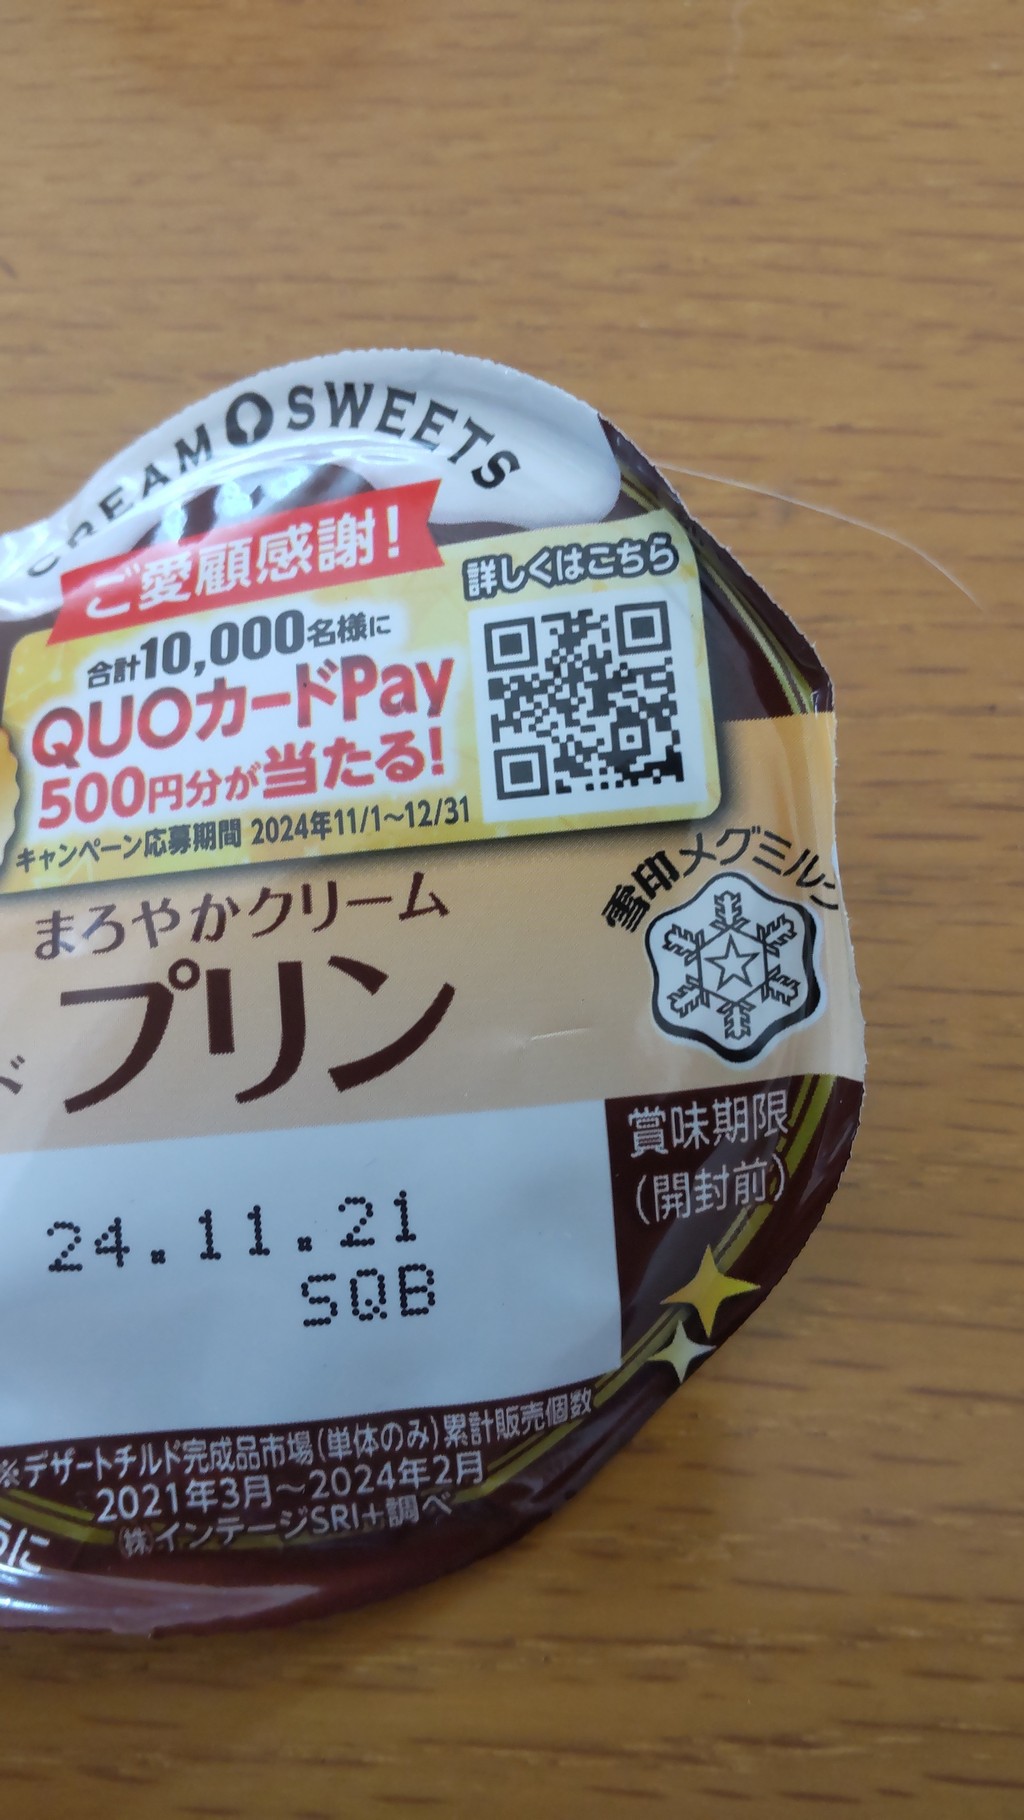 CREAM SWEETS
ご愛顧感謝!
合計10,000名様に
QUOカードPay
500円分が当たる!
キャンペーン応募期間 2024年11/1～12/31
詳しくはこちら
雪印メグミルク
まろやかクリーム
プリン
賞味期限
(開封前)
24.11.21
SQB
※デザートチルド完成品市場(単体のみ)累計販売個数
2021年3月～2024年2月
㈱インテージSRI+調べ